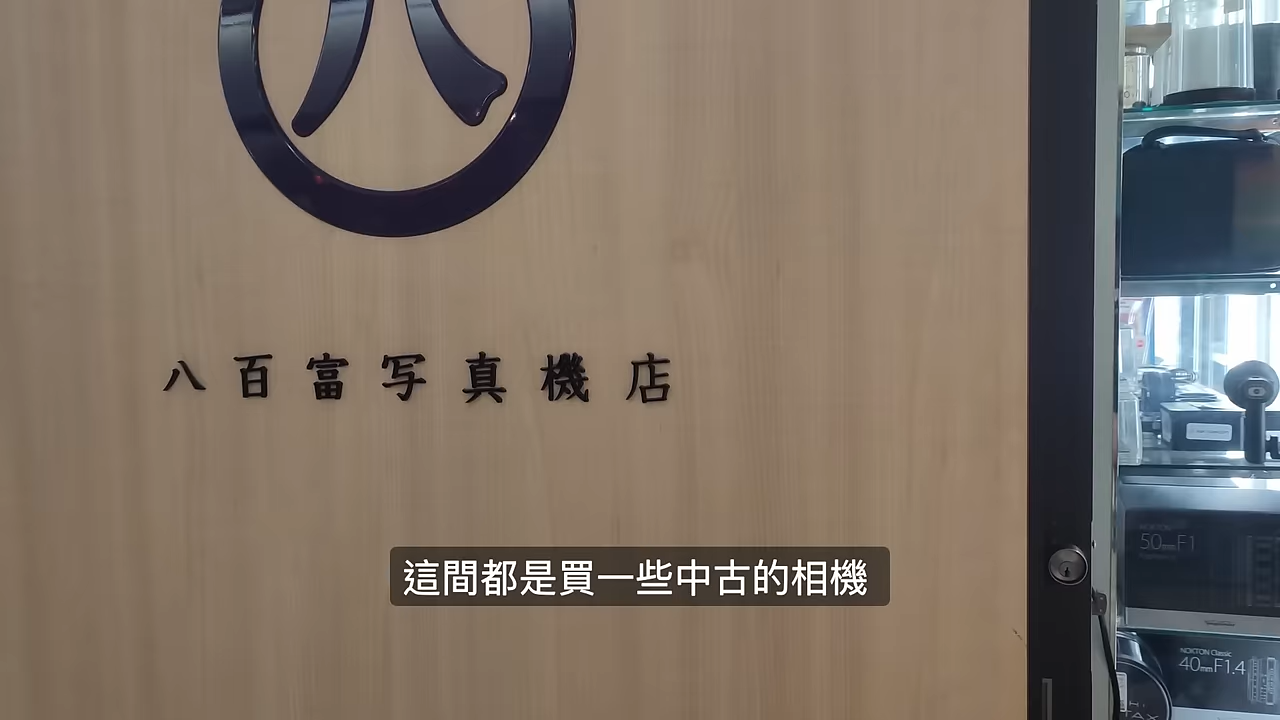 八
八百富写真機店
這間都是買一些中古的相機
NOKTON
50mm F1
NOKTON Classic
40mm F1.4